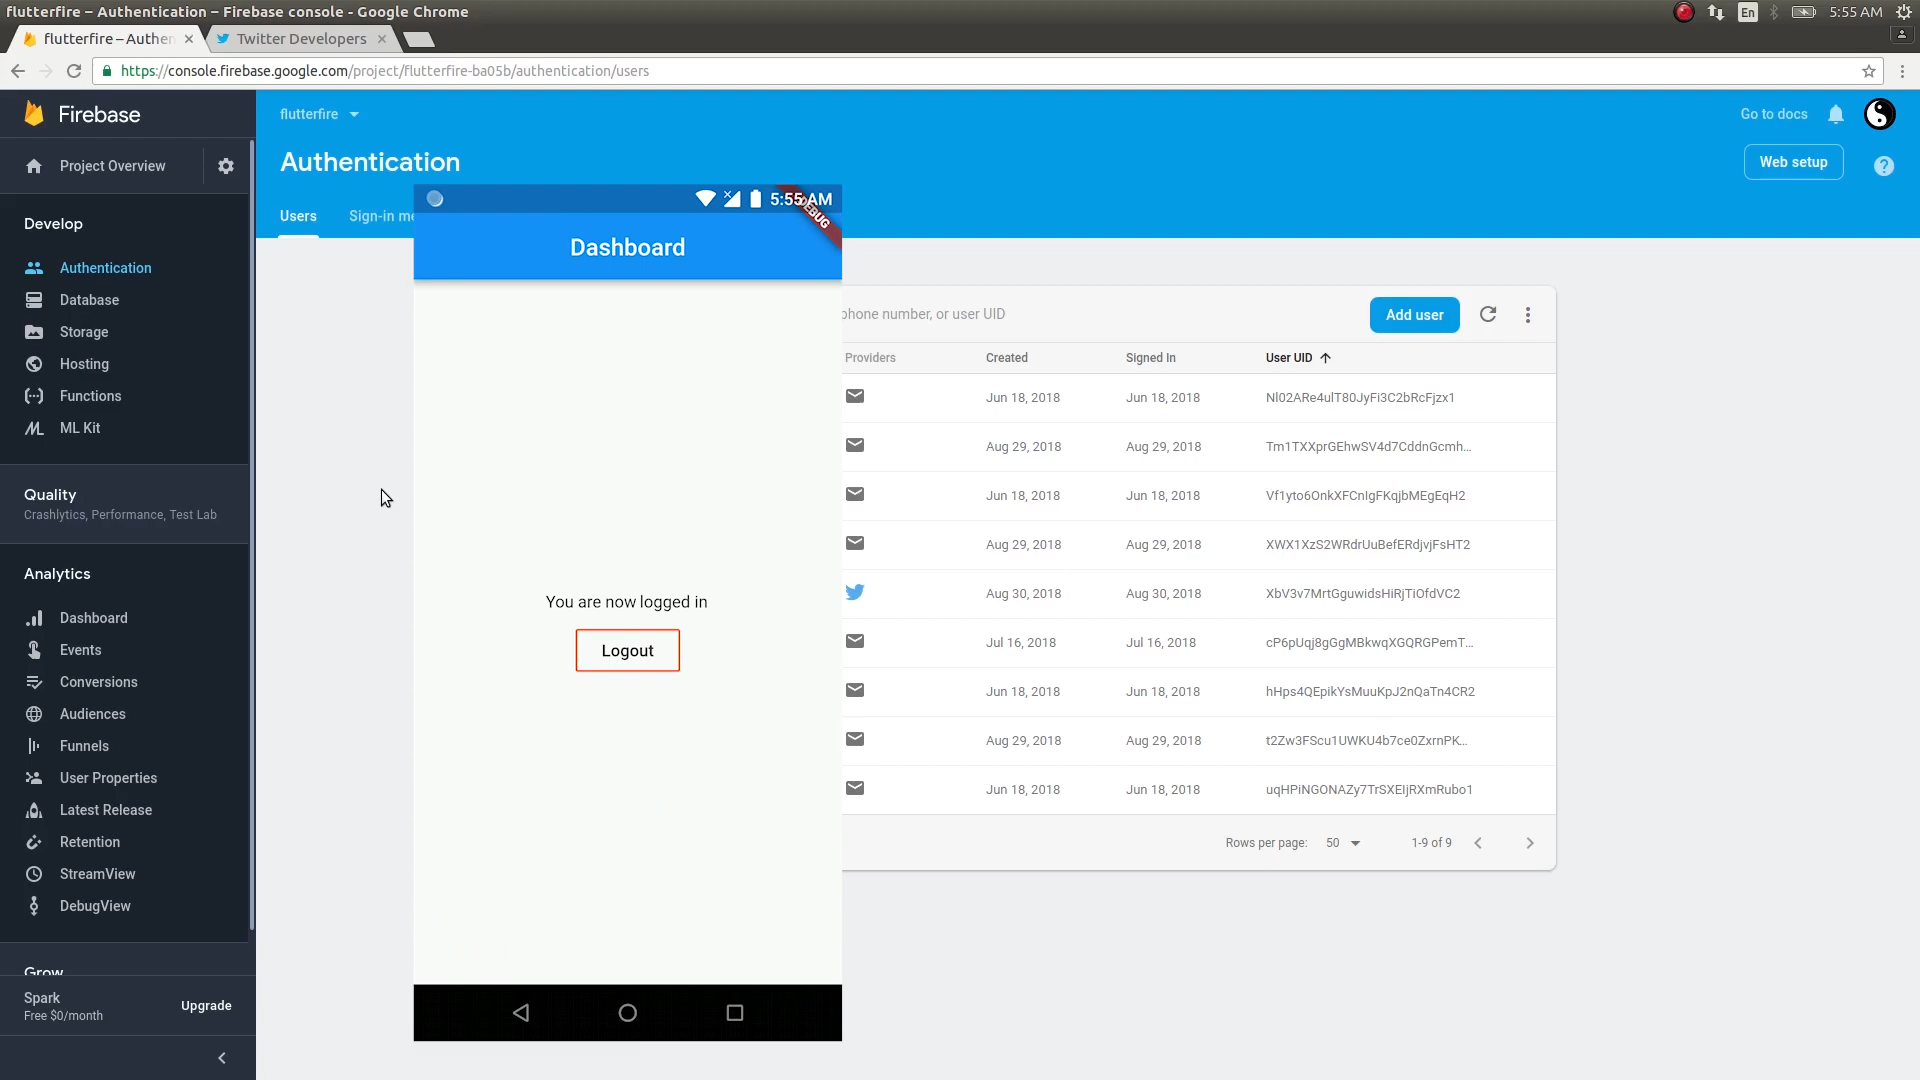 flutterfire – Authentication – Firebase console - Google Chrome
En
5:55 AM
flutterfire – Authen
Twitter Developers
https://console.firebase.google.com/project/flutterfire-ba05b/authentication/users
Firebase
Project Overview
Develop
Authentication
Database
Storage
Hosting
Functions
ML Kit
Quality
Crashlytics, Performance, Test Lab
Analytics
Dashboard
Events
Conversions
Audiences
Funnels
User Properties
Latest Release
Retention
StreamView
DebugView
Grow
Spark
Free $0/month
Upgrade
flutterfire
Go to docs
Authentication
Web setup
Users
Sign-in me
5:55 AM
DEBUG
Dashboard
You are now logged in
Logout
phone number, or user UID
Add user
Providers Created Signed In User UID
Jun 18, 2018 Jun 18, 2018 Nl02ARe4ulT80JyFi3C2bRcFjzx1
Aug 29, 2018 Aug 29, 2018 Tm1TXXprGEhwSV4d7CddnGcmh...
Jun 18, 2018 Jun 18, 2018 Vf1yto6OnkXFCnIgFKqjbMEgEqH2
Aug 29, 2018 Aug 29, 2018 XWX1XzS2WRdrUuBefERdjvjFsHT2
Aug 30, 2018 Aug 30, 2018 XbV3v7MrtGguwidsHiRjTiOfdVC2
Jul 16, 2018 Jul 16, 2018 cP6pUqj8gGgMBkwqXGQRGPemT...
Jun 18, 2018 Jun 18, 2018 hHps4QEpikYsMuuKpJ2nQaTn4CR2
Aug 29, 2018 Aug 29, 2018 t2Zw3FScu1UWKU4b7ce0ZxrnPK...
Jun 18, 2018 Jun 18, 2018 uqHPiNGONAZy7TrSXEIjRXmRubo1
Rows per page: 50 1-9 of 9